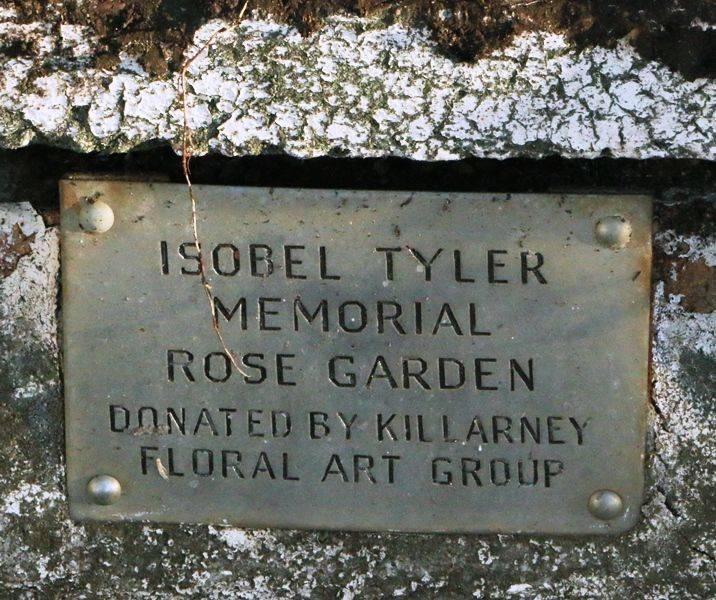 ISOBEL TYLER
MEMORIAL
ROSE GARDEN
DONATED BY KILLARNEY
FLORAL ART GROUP